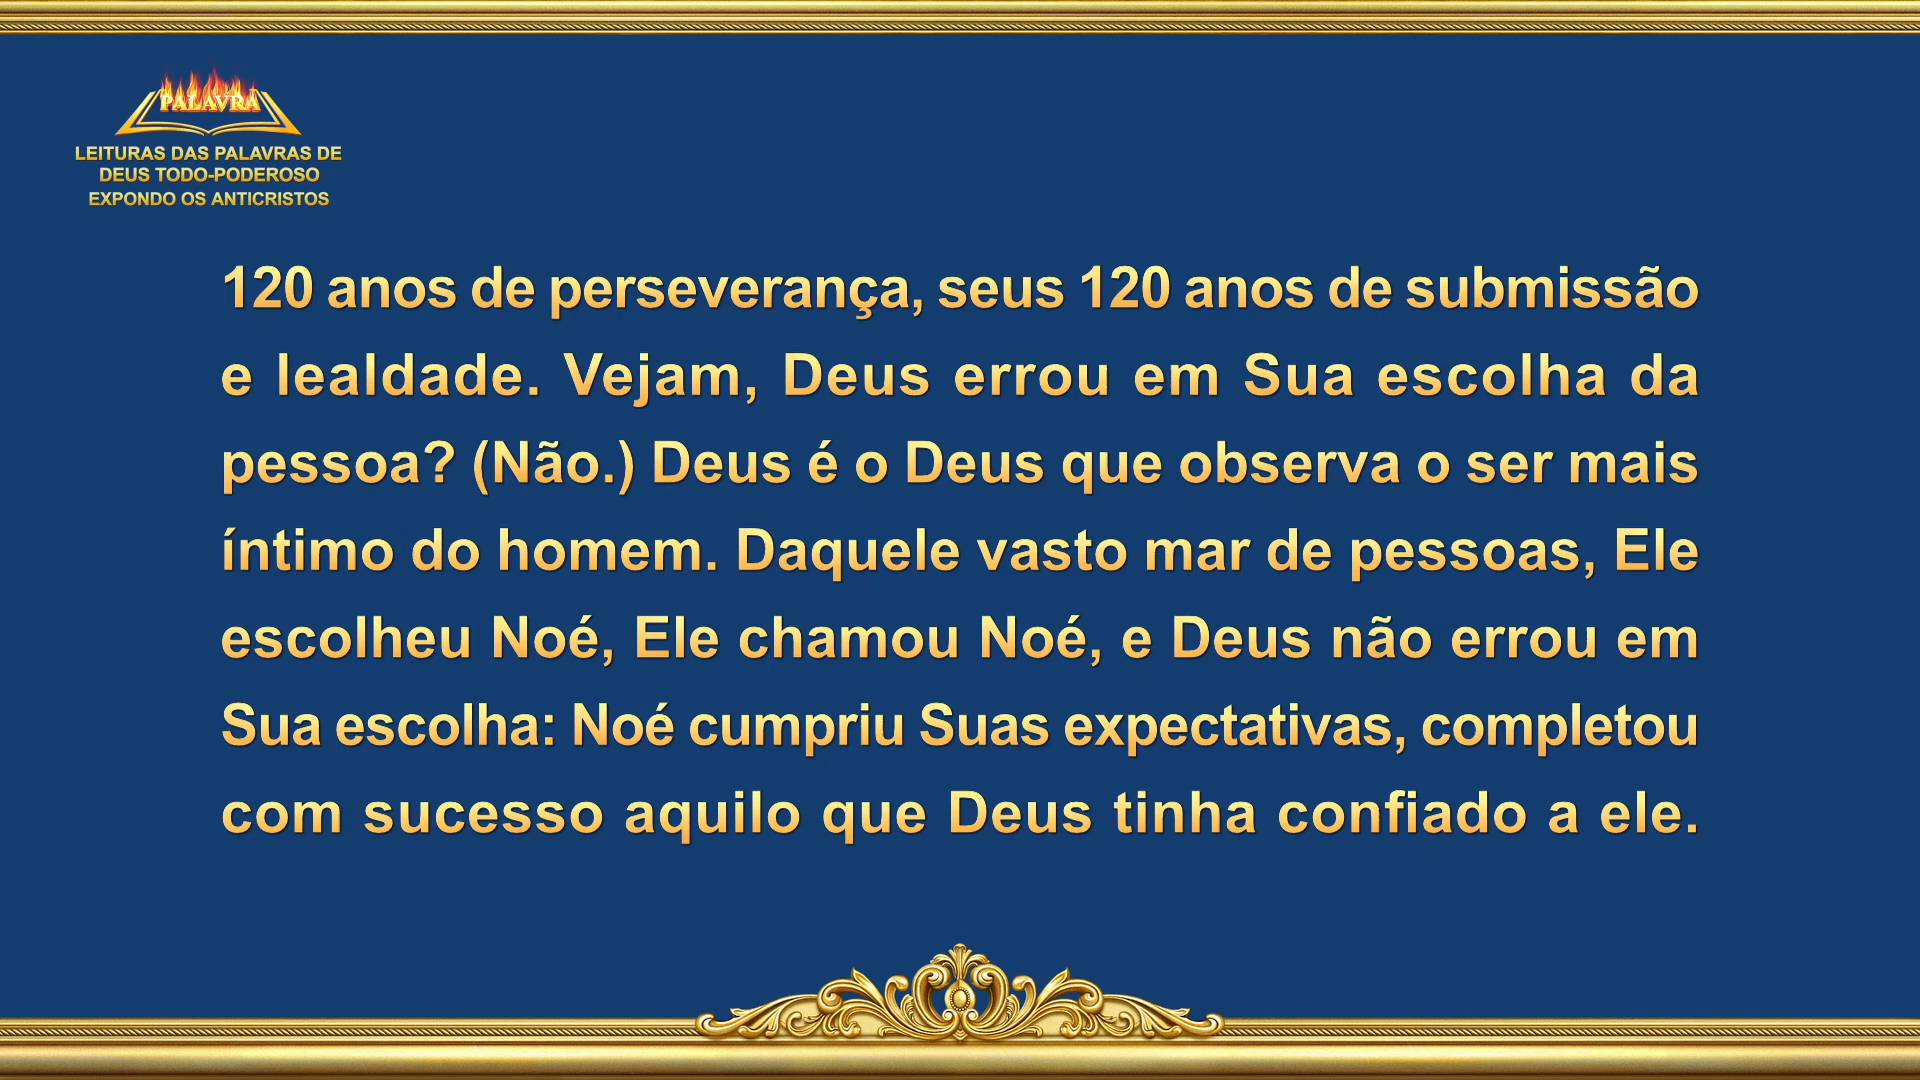 PALAVRA
LEITURAS DAS PALAVRAS DE
DEUS TODO-PODEROSO
EXPONDO OS ANTICRISTOS
120 anos de perseverança, seus 120 anos de submissão
e lealdade. Vejam, Deus errou em Sua escolha da
pessoa? (Não.) Deus é o Deus que observa o ser mais
íntimo do homem. Daquele vasto mar de pessoas, Ele
escolheu Noé, Ele chamou Noé, e Deus não errou em
Sua escolha: Noé cumpriu Suas expectativas, completou
com sucesso aquilo que Deus tinha confiado a ele.